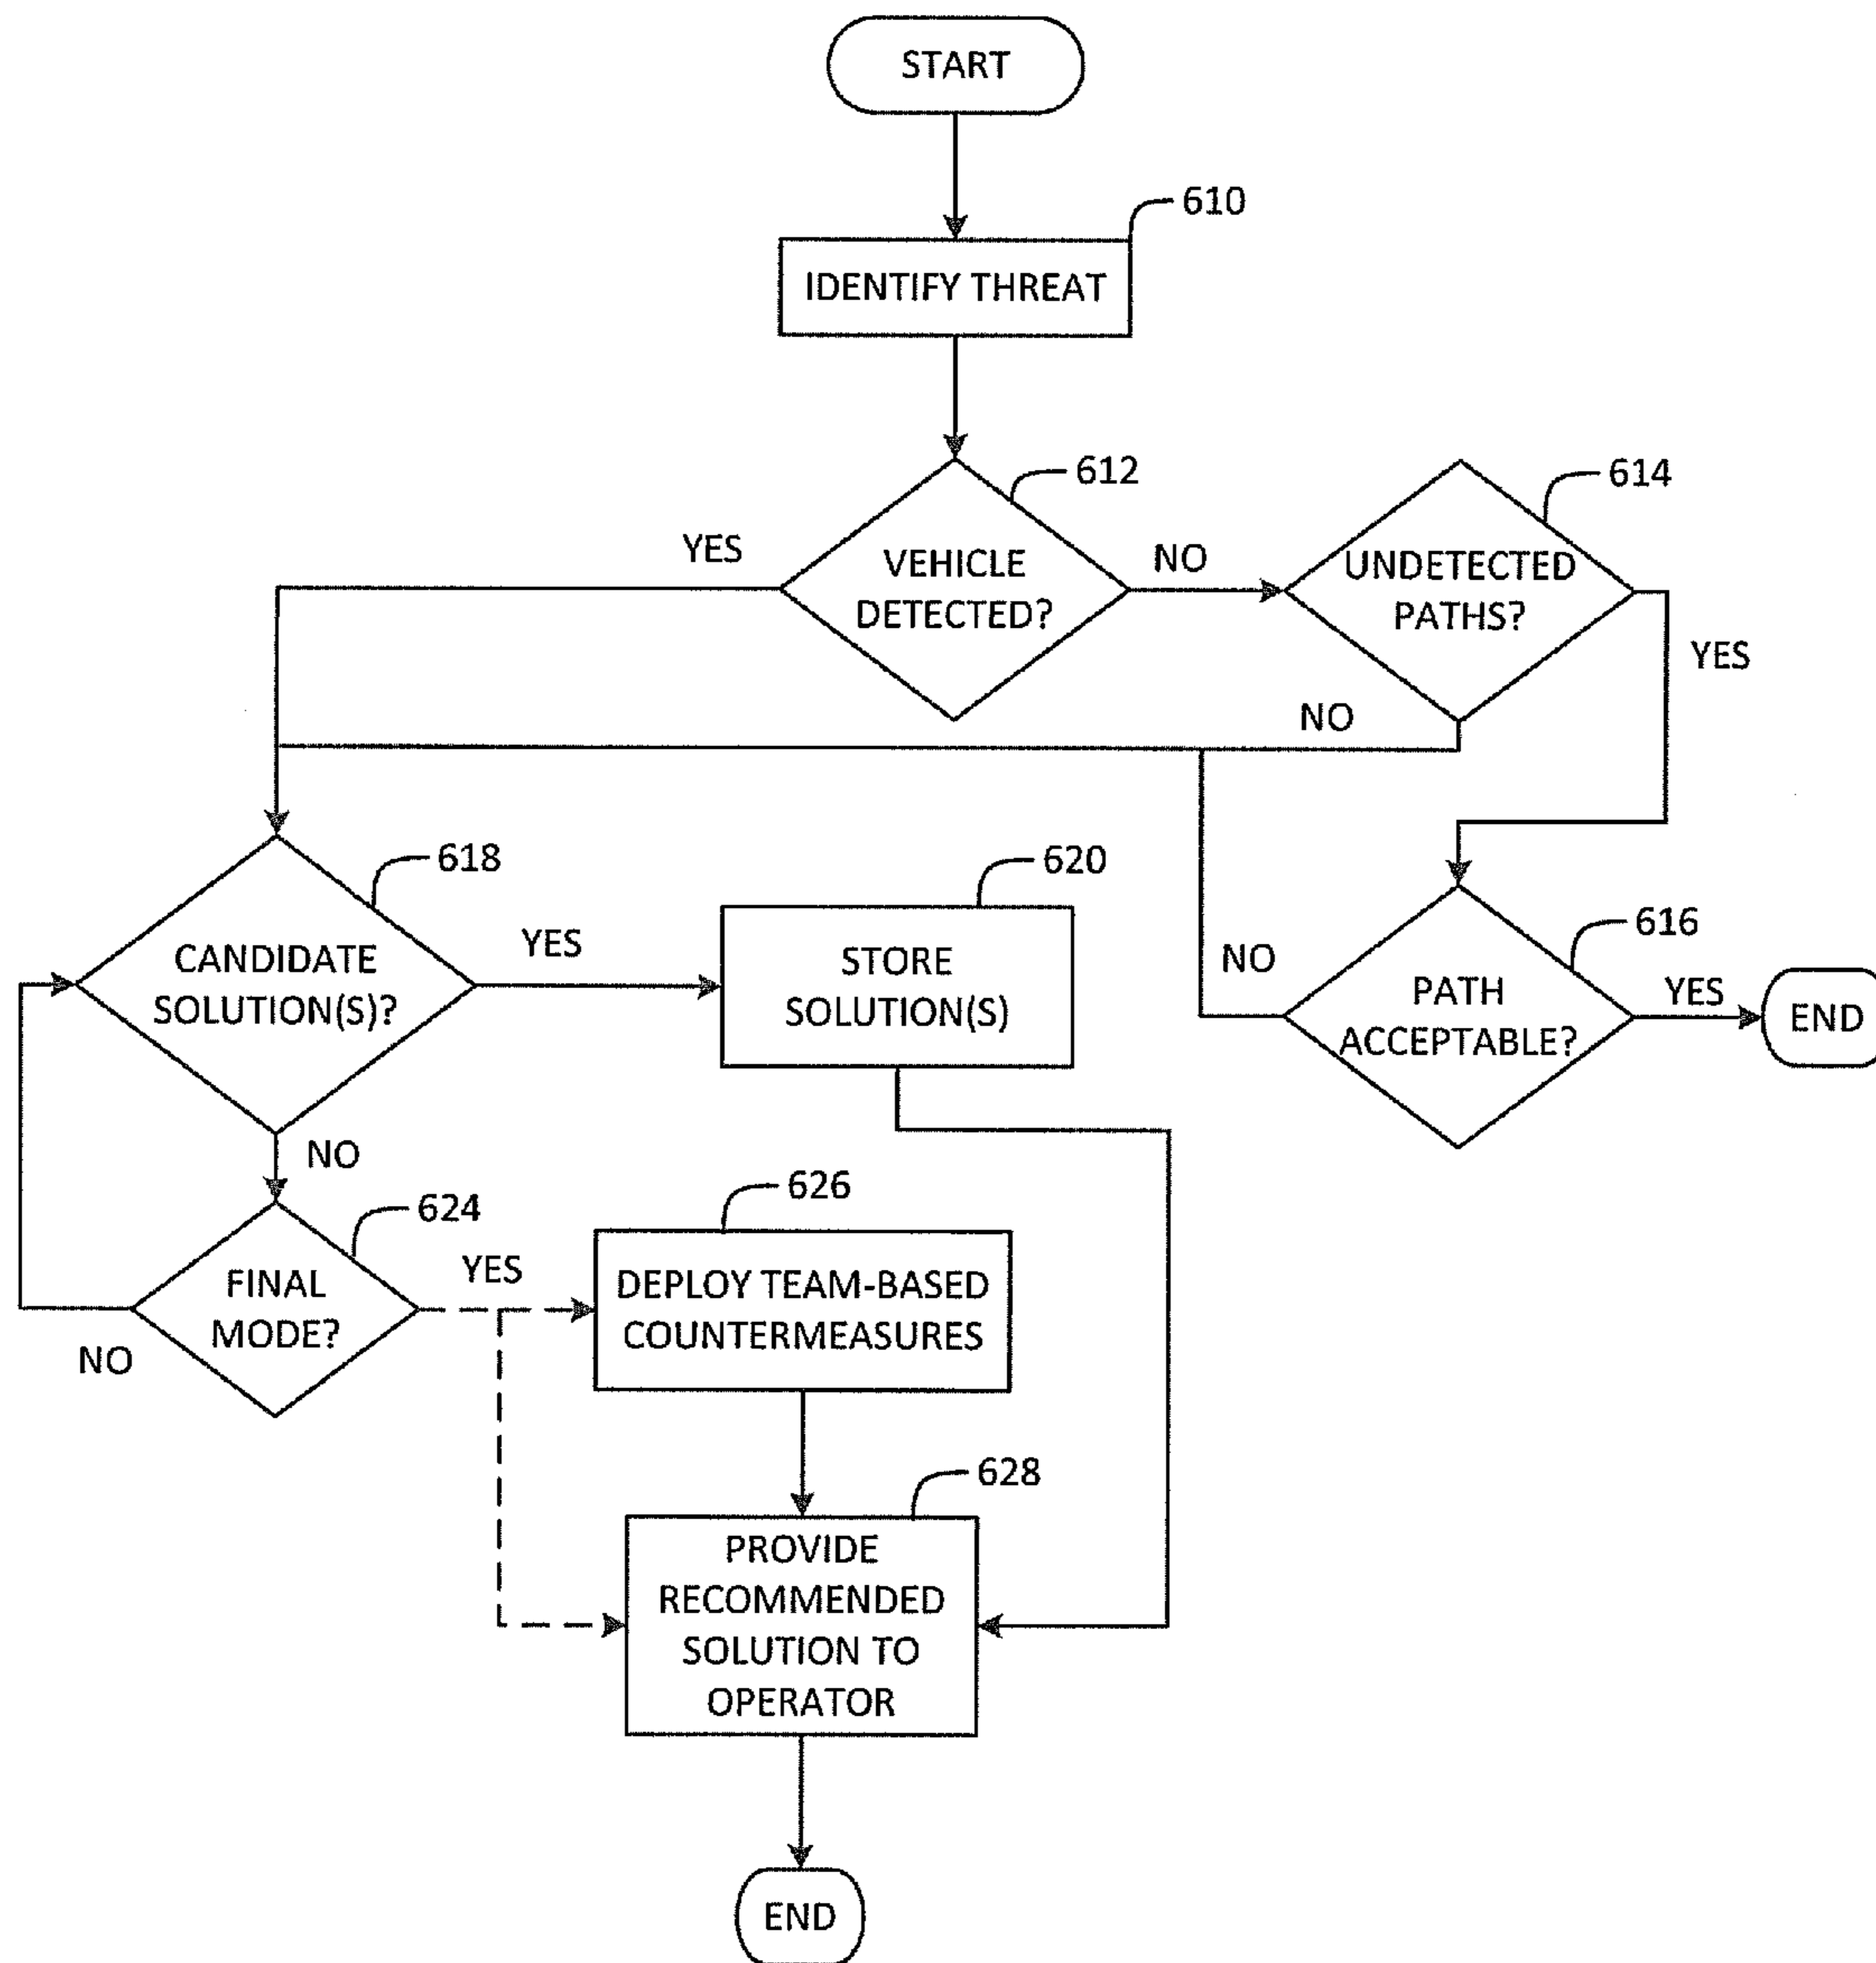 START
610
IDENTIFY THREAT
612
614
YES
VEHICLE
DETECTED?
NO
UNDETECTED
PATHS?
YES
NO
618
620
616
CANDIDATE
SOLUTION(S)?
YES
STORE
SOLUTION(S)
NO
PATH
ACCEPTABLE?
YES
END
NO
624
626
FINAL
MODE?
YES
NO
DEPLOY TEAM-BASED
COUNTERMEASURES
628
PROVIDE
RECOMMENDED
SOLUTION TO
OPERATOR
END